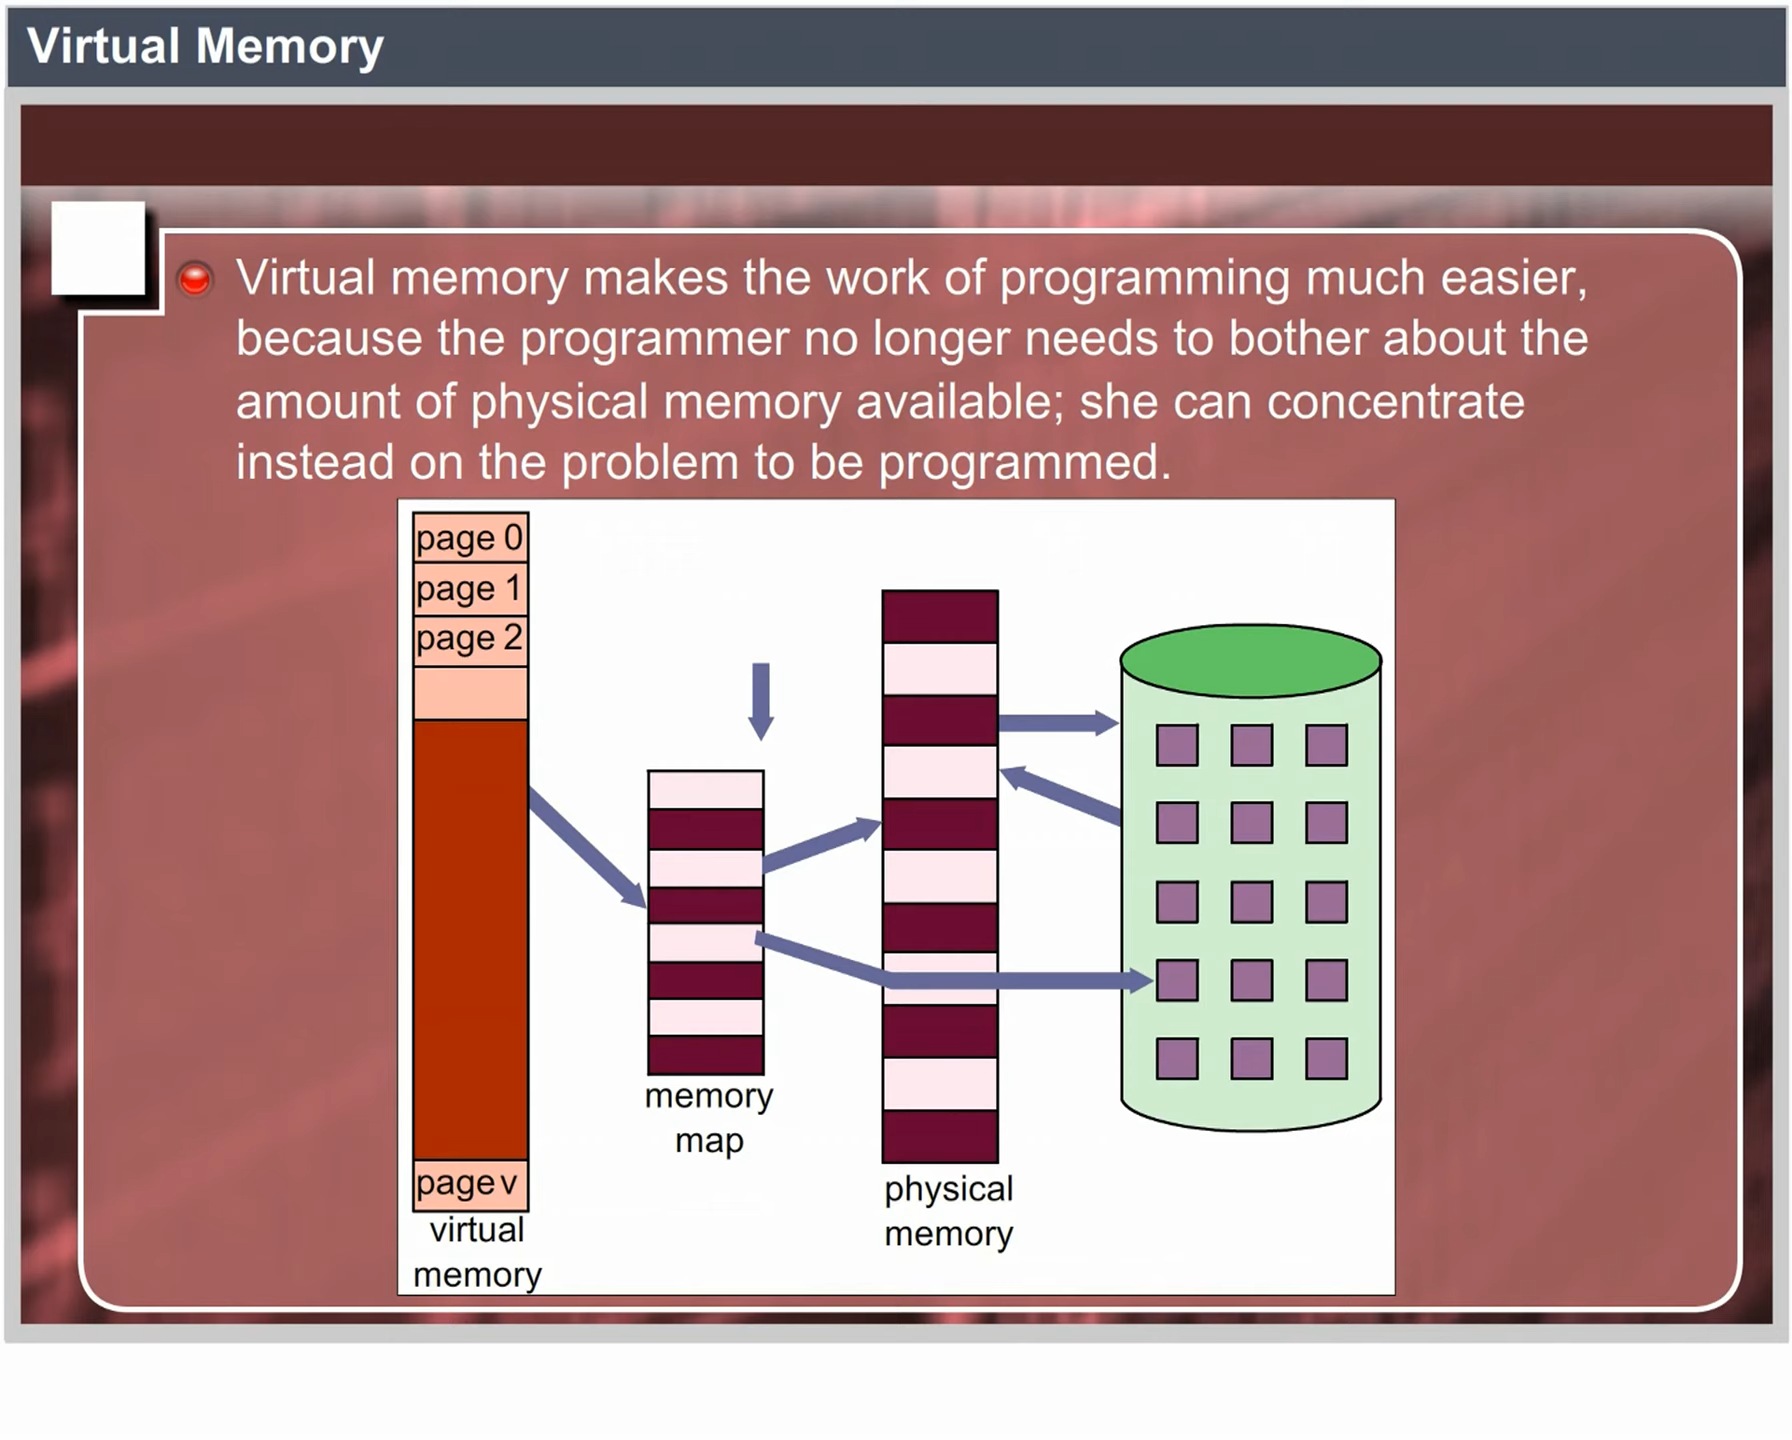 Virtual Memory
Virtual memory makes the work of programming much easier,
because the programmer no longer needs to bother about the
amount of physical memory available; she can concentrate
instead on the problem to be programmed.
page 0
page 1
page 2
page v
virtual
memory
memory
map
physical
memory